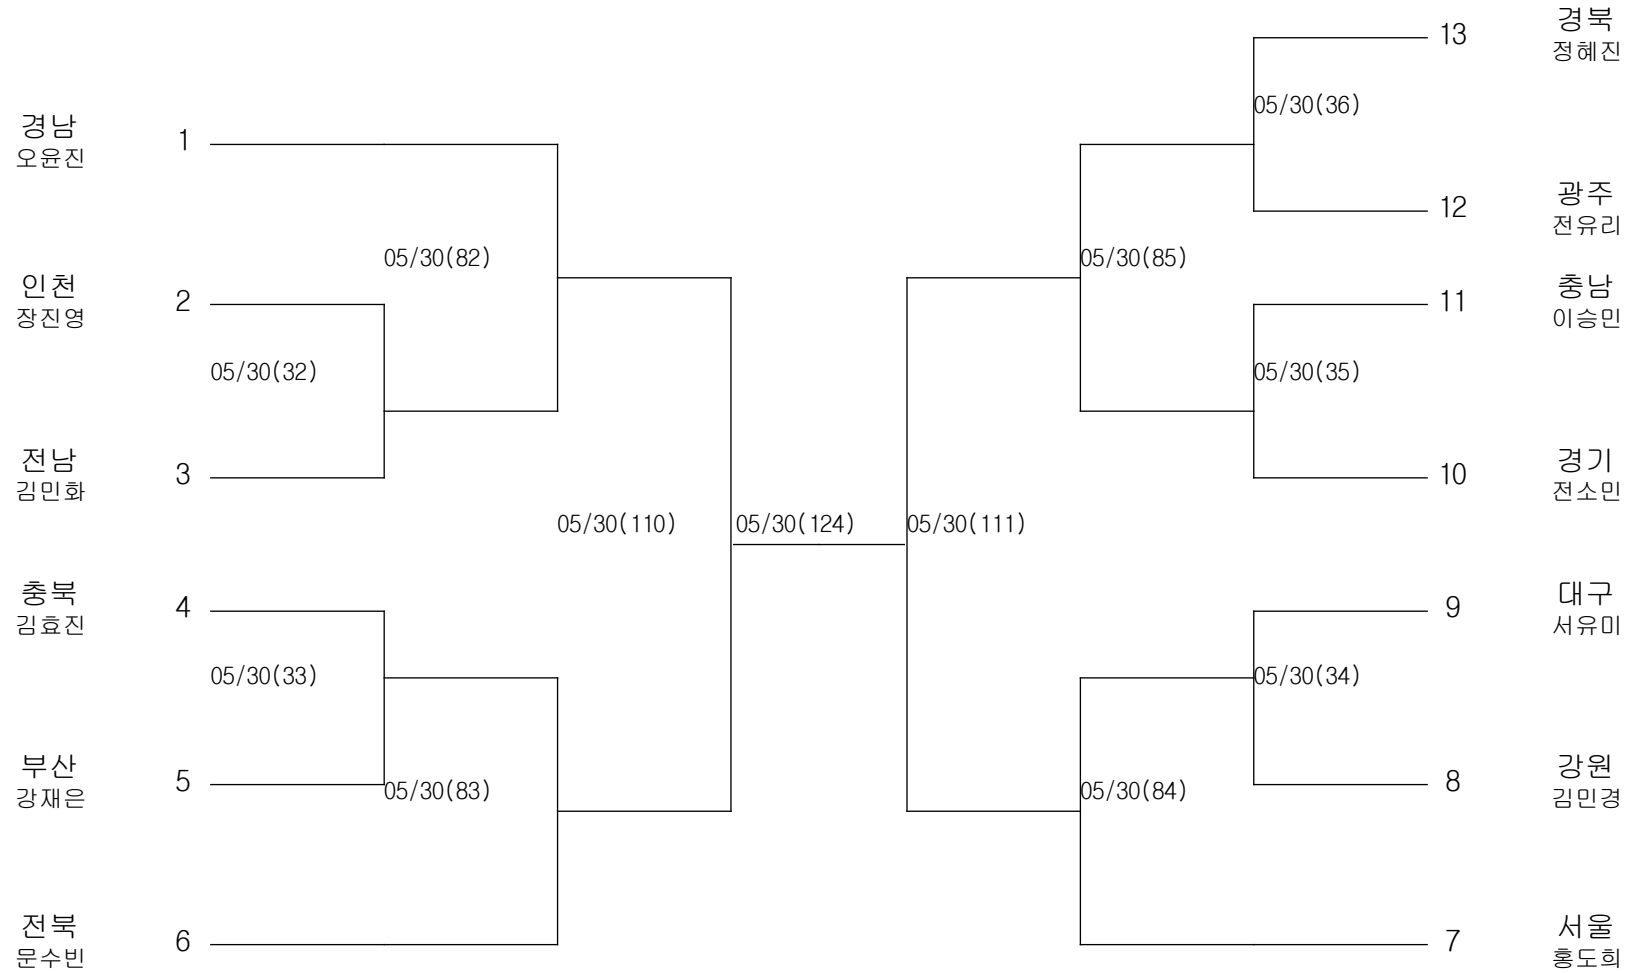 경북
13
정혜진
05/30(36)
경남
1
오윤진
광주
12
전유리
05/30(82)
05/30(85)
인천
2
장진영
11
충남
이승민
05/30(32)
05/30(35)
전남
3
김민화
10
경기
전소민
05/30(110)
05/30(124)
05/30(111)
충북
4
김효진
9
대구
서유미
05/30(33)
05/30(34)
부산
5
강재은
05/30(83)
05/30(84)
8
강원
김민경
전북
6
문수빈
7
서울
홍도희